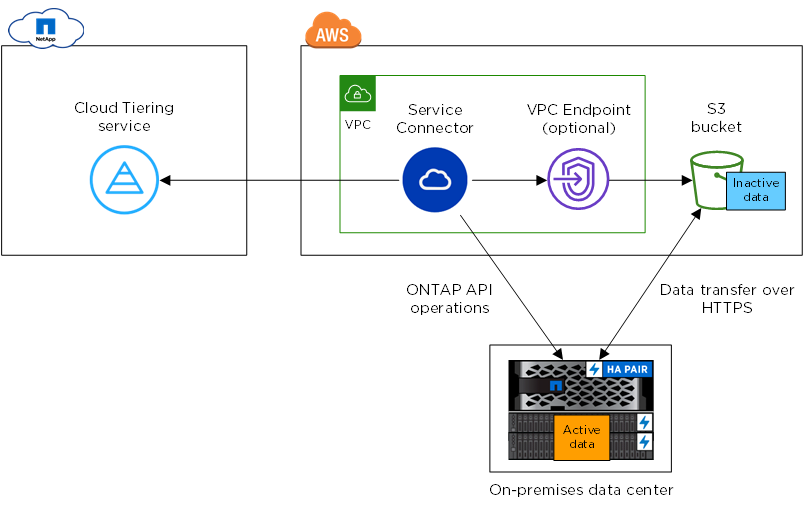 NetApp
AWS
Cloud Tiering
service
VPC
Service
Connector
VPC Endpoint
(optional)
S3
bucket
Inactive
data
ONTAP API
operations
Data transfer over
HTTPS
HA PAIR
Active
data
On-premises data center